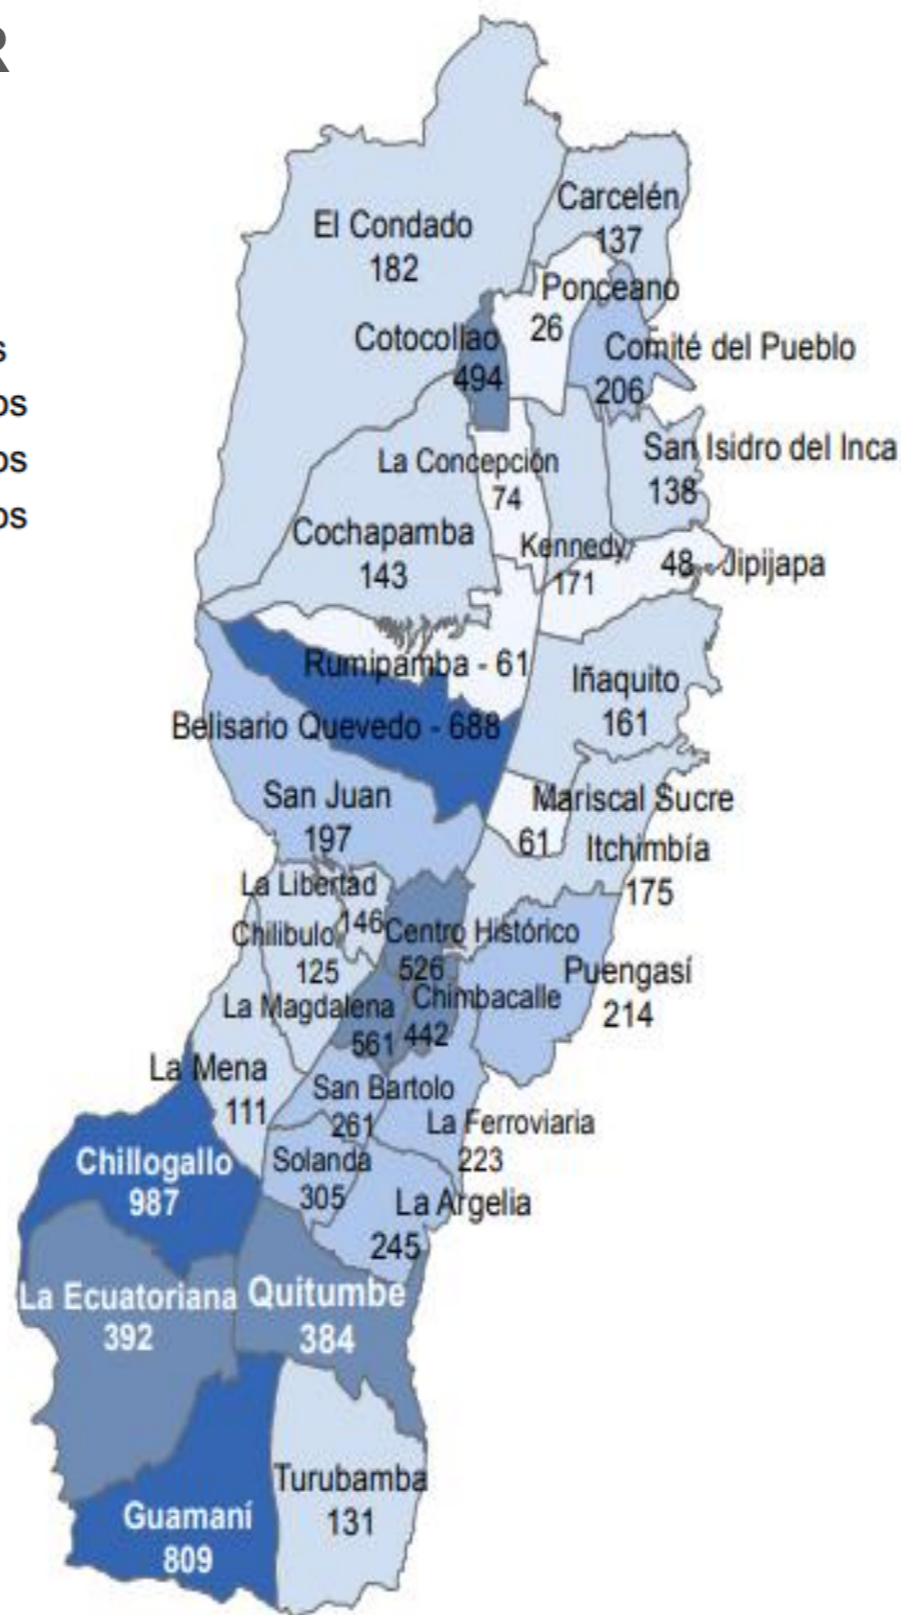 R
s
os
os
os
Carcelén
137
El Condado
182
Ponceano
26
Cotocollao
494
Comité del Pueblo
206
San Isidro del Inca
138
La Concepción
74
Cochapamba
143
Kennedy
171
48 Jipijapa
Rumipamba - 61
Iñaquito
161
Belisario Quevedo - 688
San Juan
197
Mariscal Sucre
61
Itchimbía
175
La Libertad
146
Chilibulo
125
Centro Histórico
526
Puengasí
214
La Magdalena
561
Chimbacalle
442
La Mena
111
San Bartolo
261
La Ferroviaria
223
Chillogallo
987
Solanda
305
La Argelia
245
La Ecuatoriana
392
Quitumbe
384
Turubamba
131
Guamaní
809